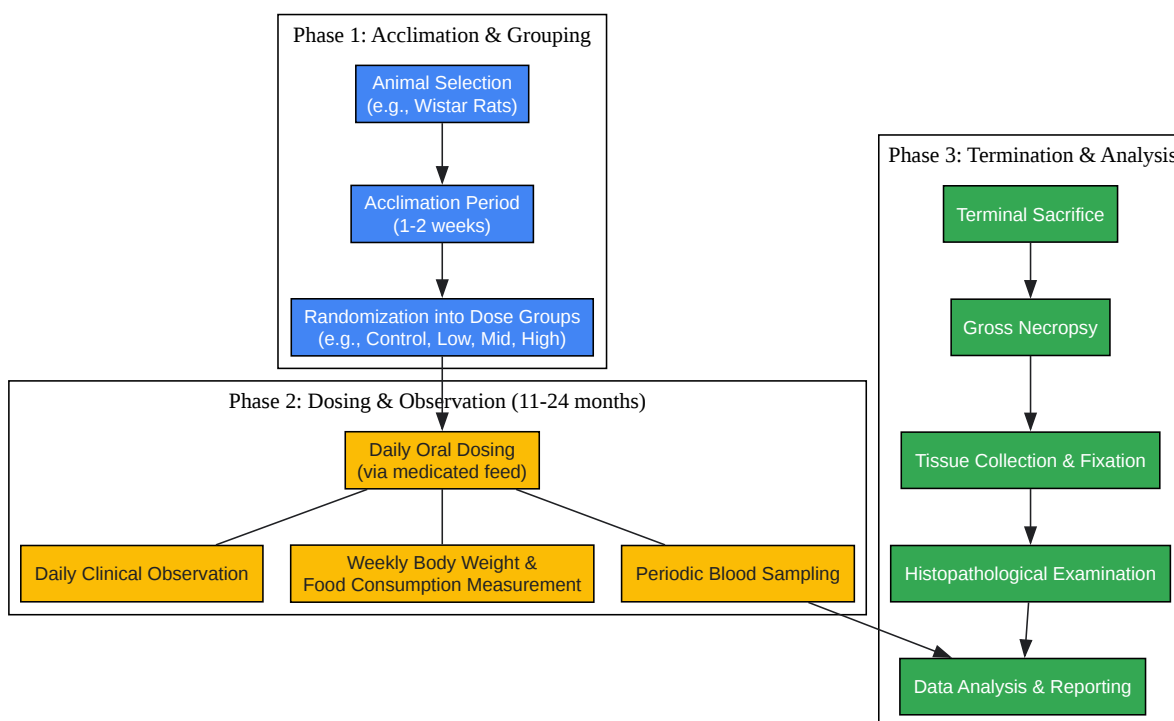 Phase 1: Acclimation & Grouping
Animal Selection
(e.g., Wistar Rats)
Acclimation Period
(1-2 weeks)
Randomization into Dose Groups
(e.g., Control, Low, Mid, High)
Phase 2: Dosing & Observation (11-24 months)
Daily Oral Dosing
(via medicated feed)
Daily Clinical Observation
Weekly Body Weight &
Food Consumption Measurement
Periodic Blood Sampling
Phase 3: Termination & Analysis
Terminal Sacrifice
Gross Necropsy
Tissue Collection & Fixation
Histopathological Examination
Data Analysis & Reporting